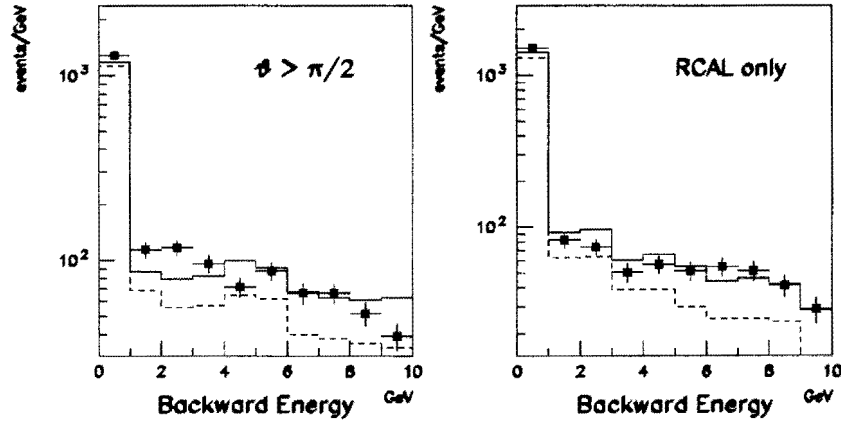 events/GeV
10³
10²
ϑ > π/2
0 2 4 6 8 10
Backward Energy GeV
events/GeV
10³
10²
RCAL only
0 2 4 6 8 10
Backward Energy GeV